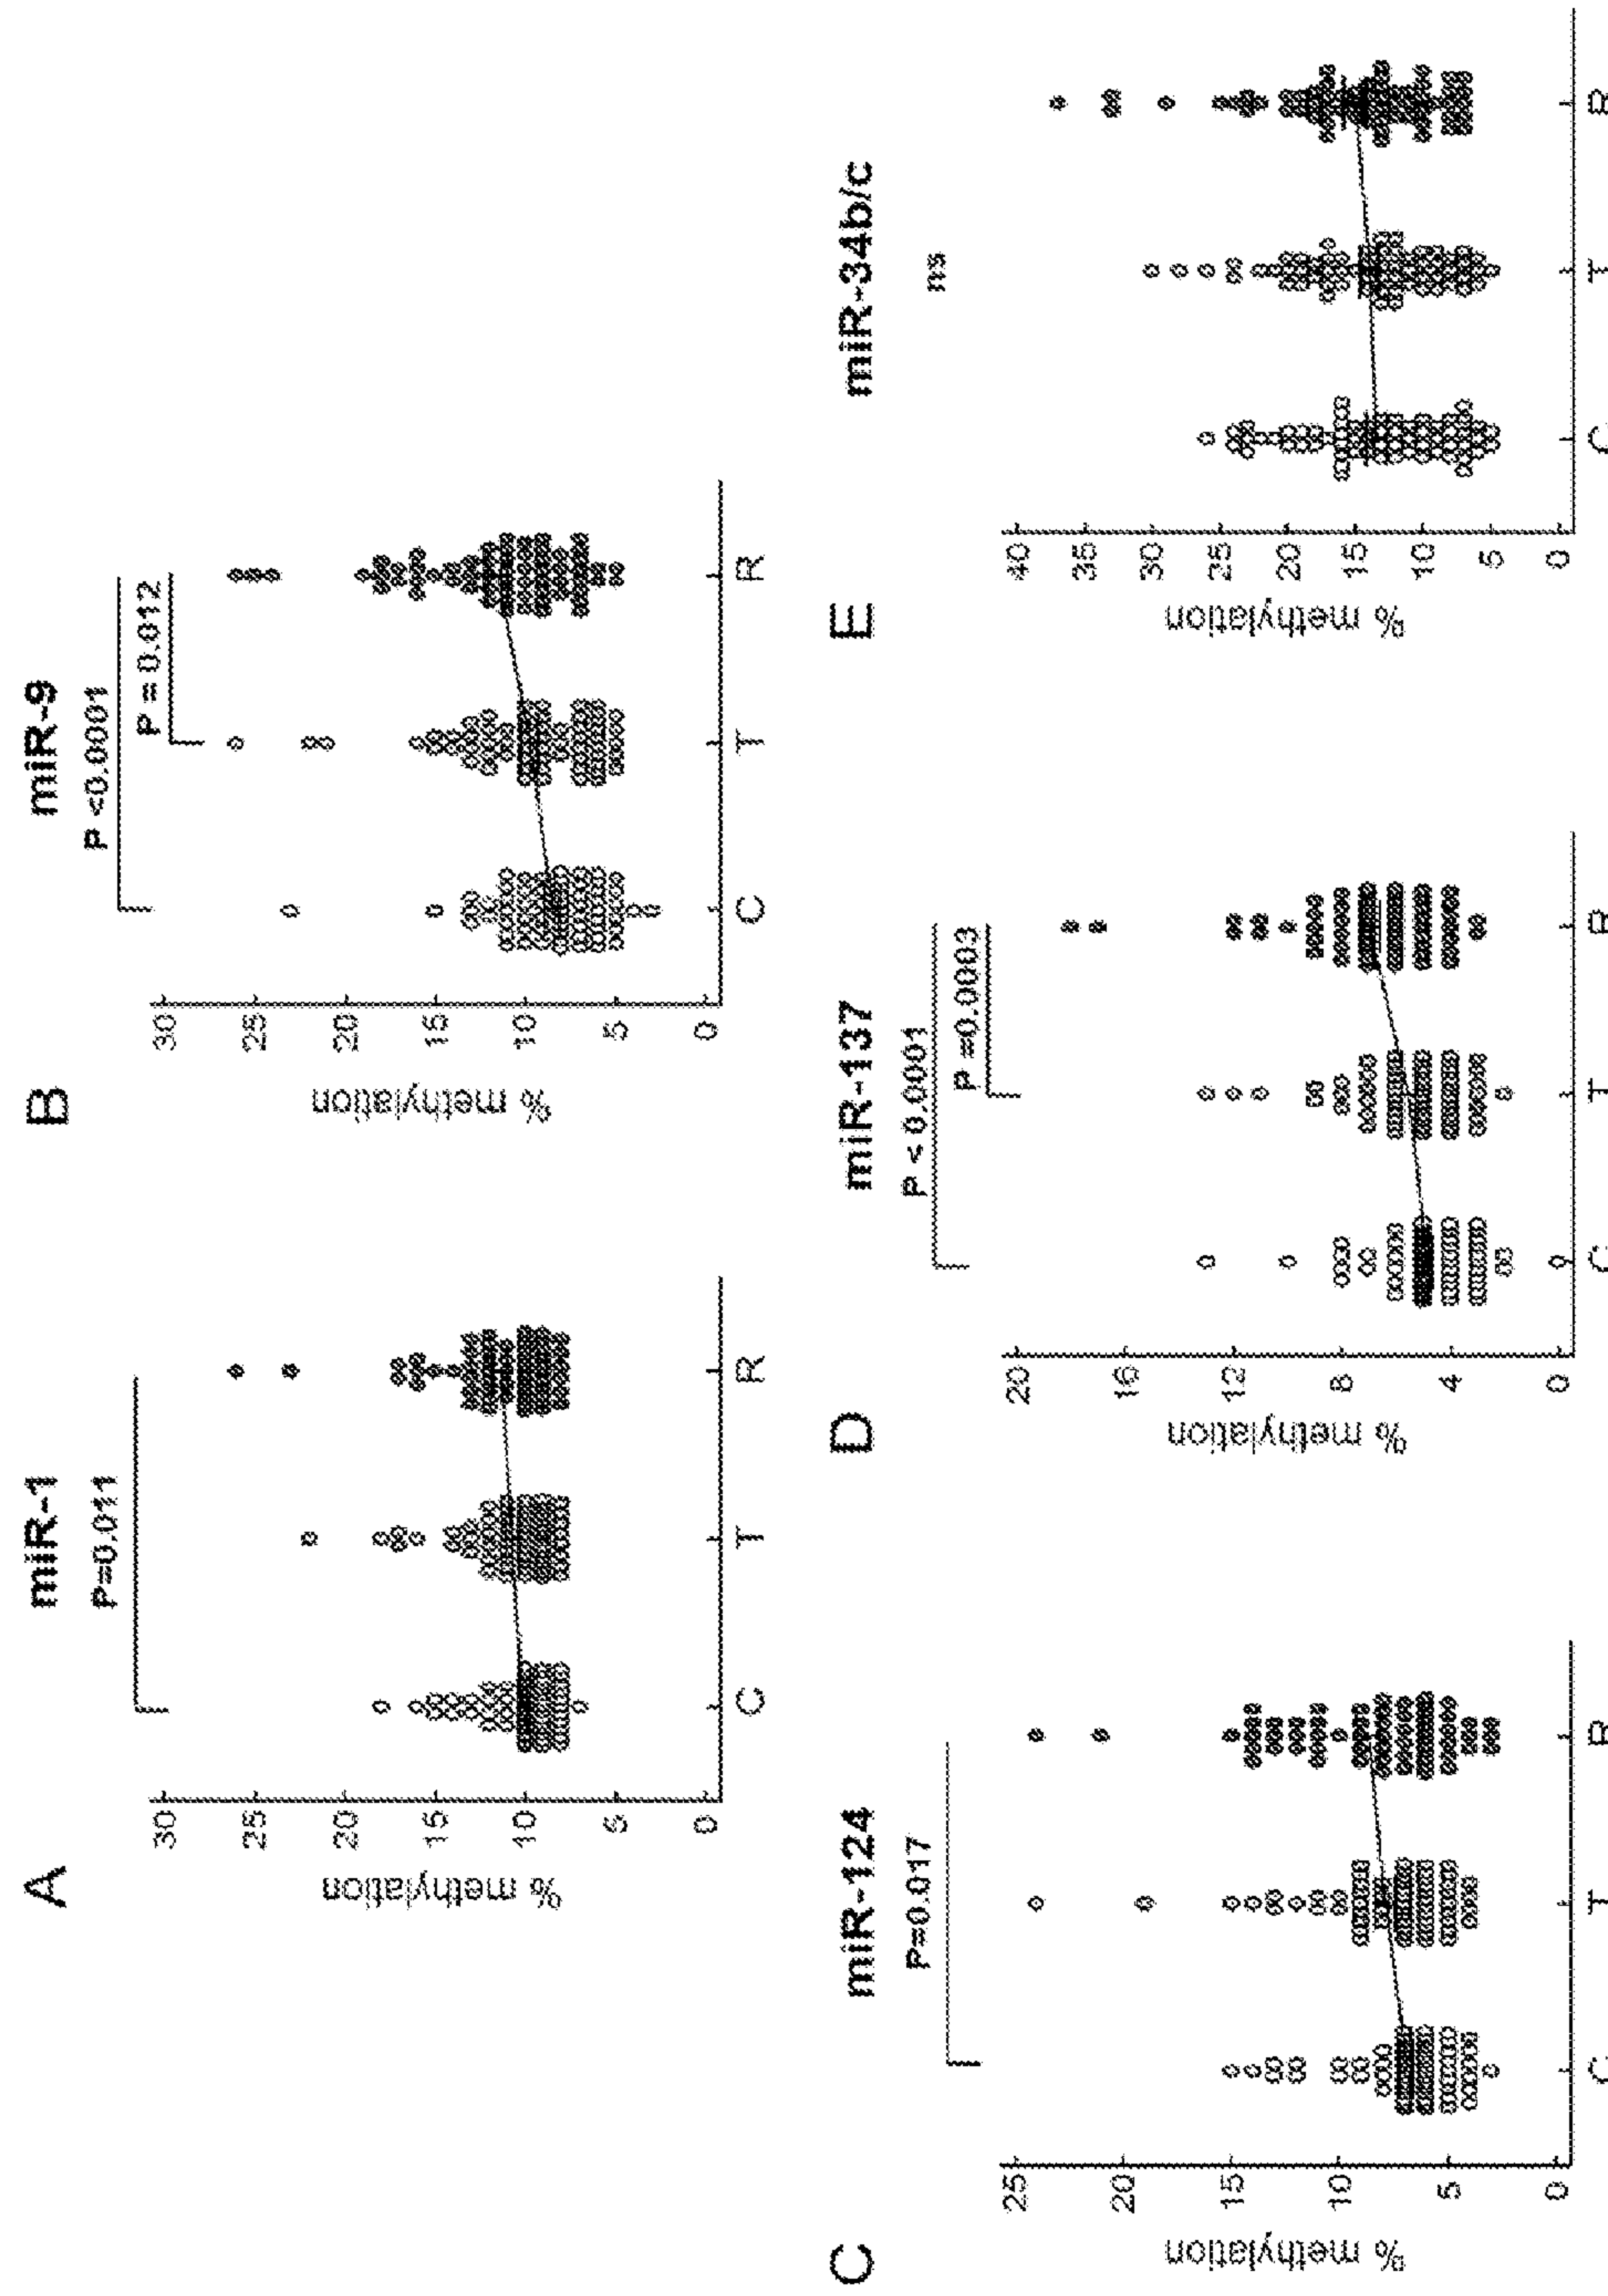 A
miR-1
P=0.011
% methylation
30
25
20
15
10
5
0
C T R
B
miR-9
P <0.0001
P = 0.012
% methylation
30
25
20
15
10
5
0
C T R
C
miR-124
P=0.017
% methylation
25
20
15
10
5
0
C T R
D
miR-137
P < 0.0001
P =0.0003
% methylation
20
16
12
8
4
0
C T R
E
miR-34b/c
ns
% methylation
40
35
30
25
20
15
10
5
0
C T R